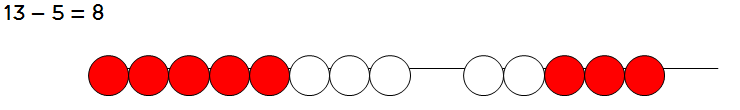 13 – 5 = 8